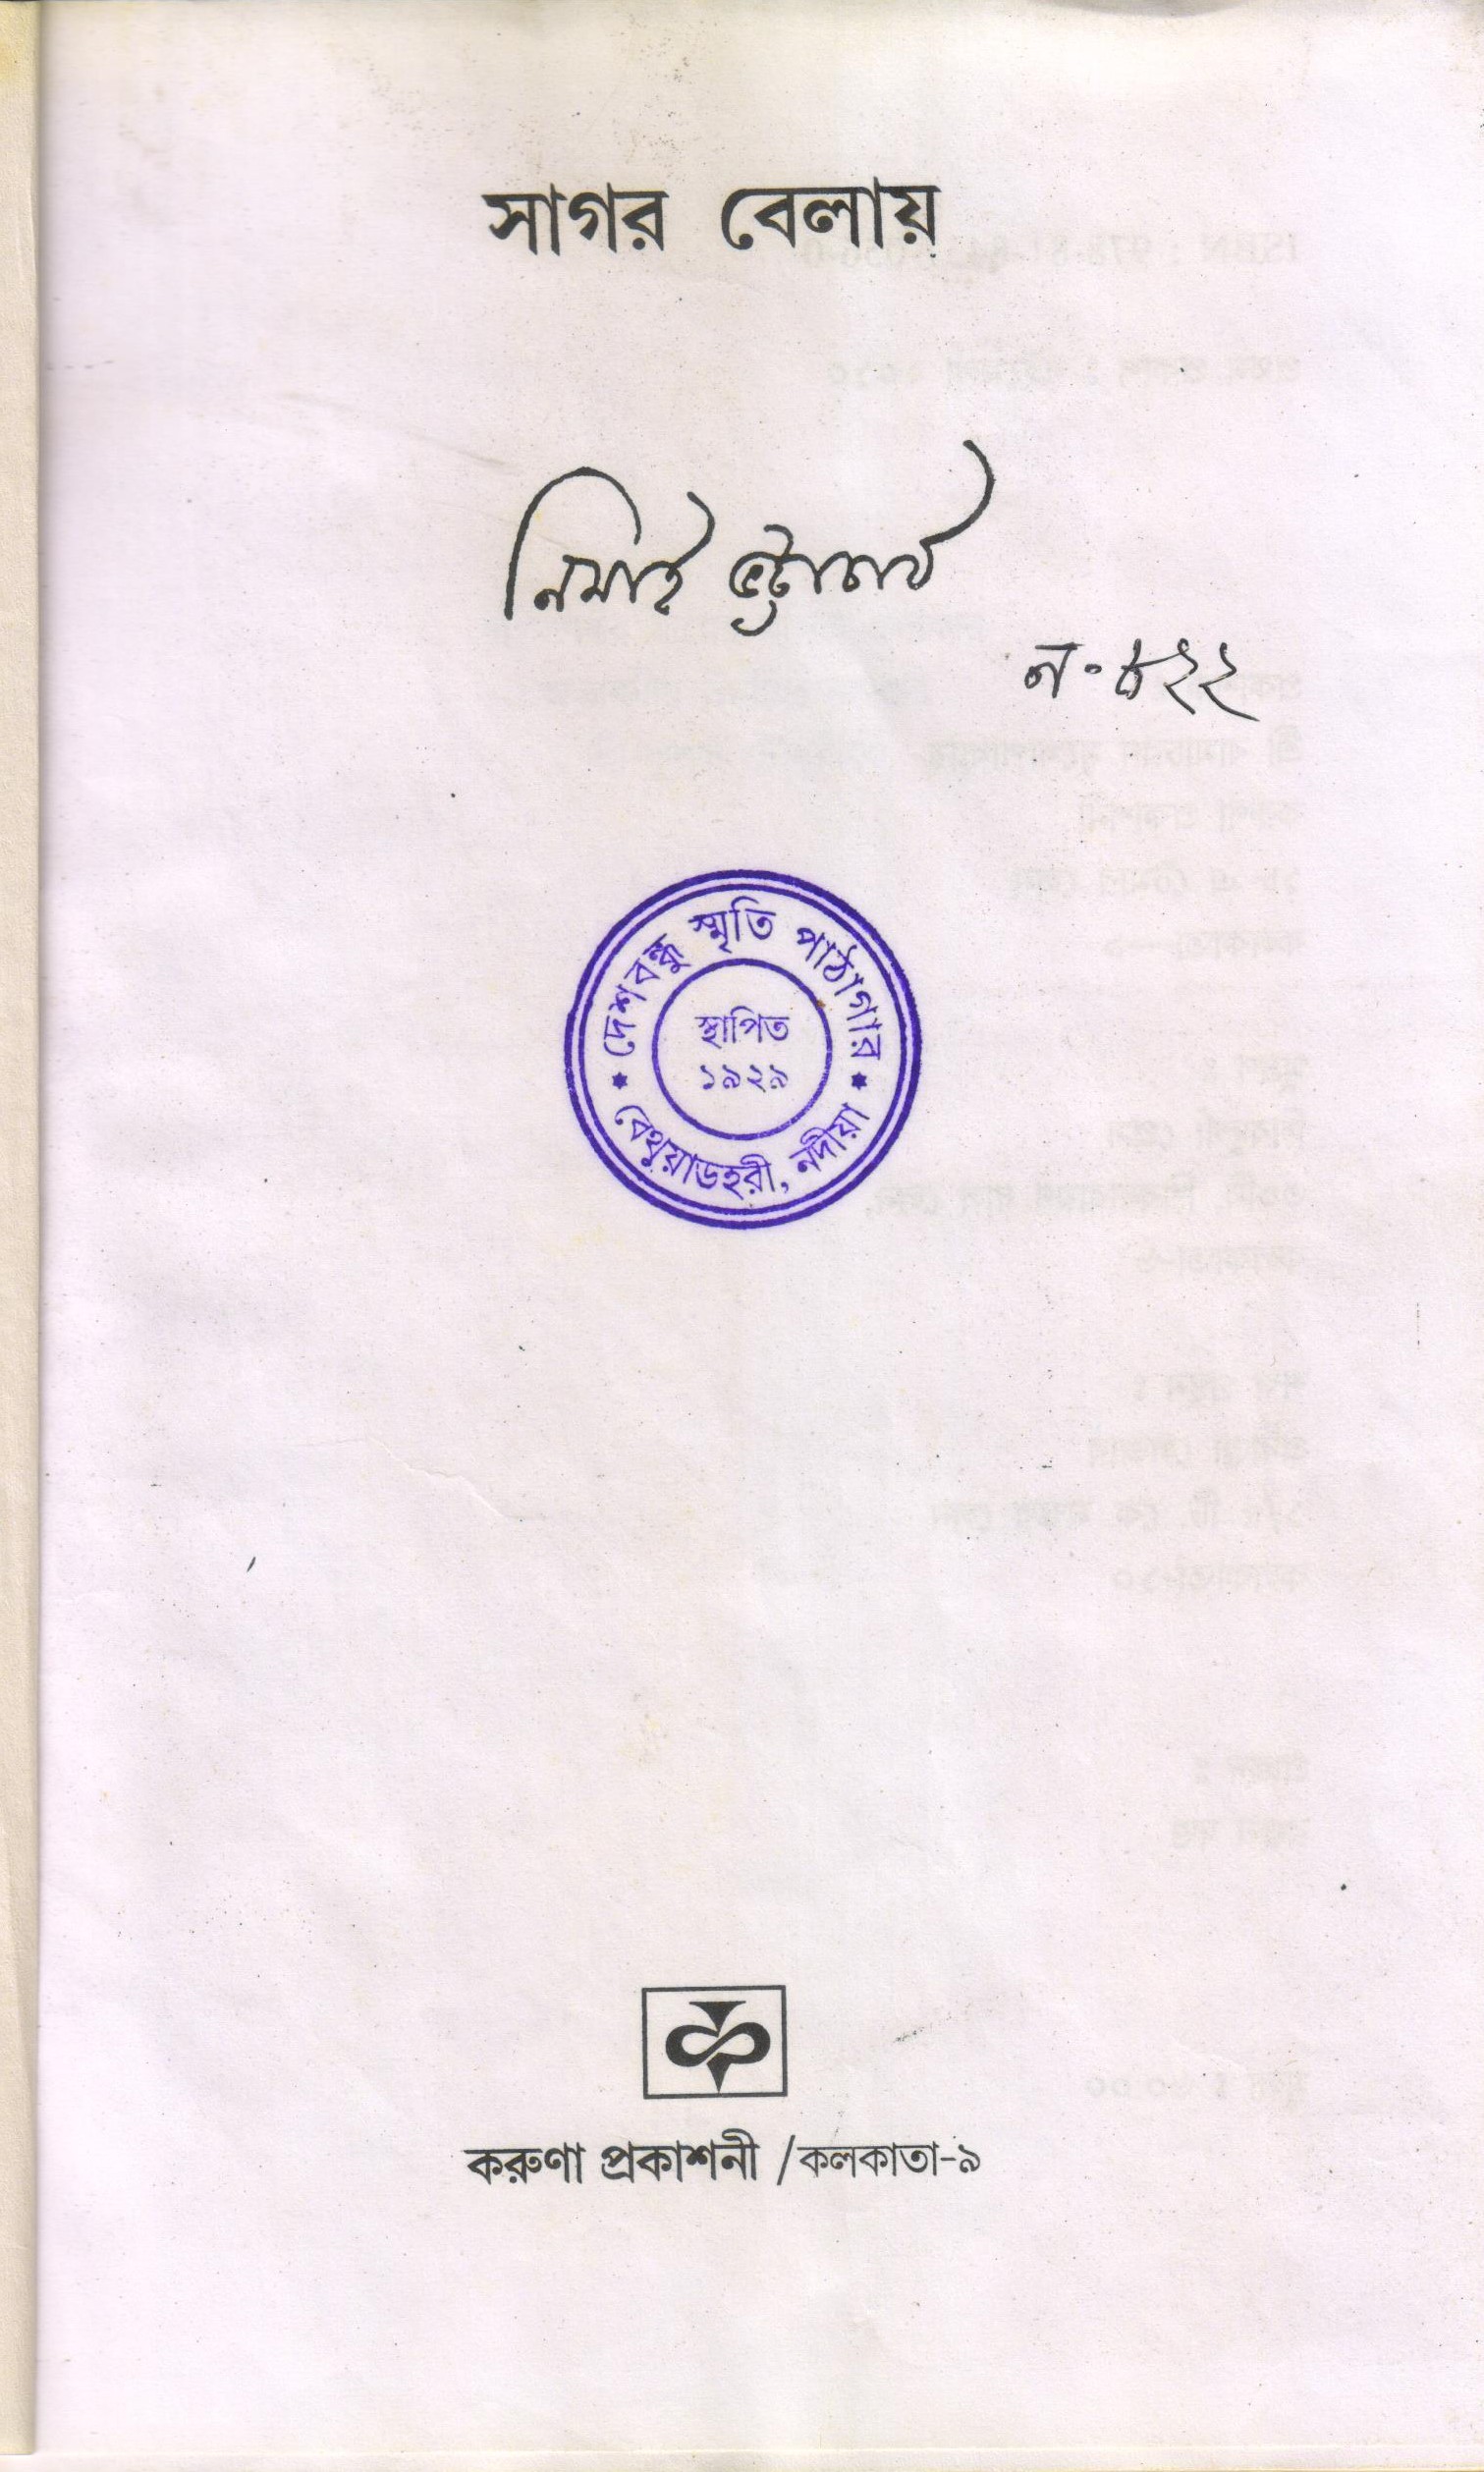 সাগর বেলায়
নিমাই ভট্টাচার্য
ন-৮২২
দেশবন্ধু স্মৃতি পাঠাগার
স্থাপিত
১৯২৯
বেথুয়াডহরী, নদীয়া
করুণা প্রকাশনী /কলকাতা-৯